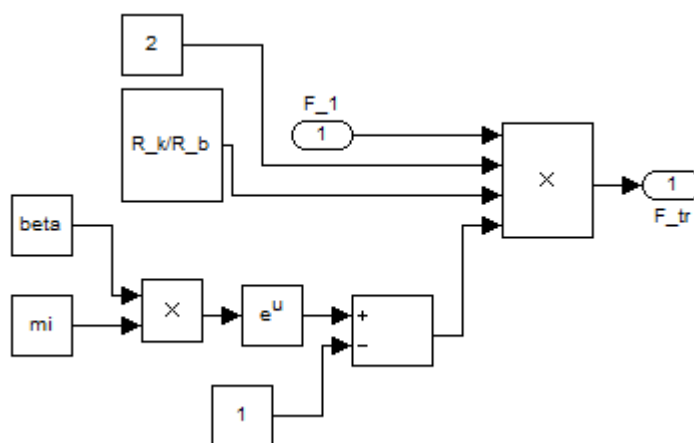 2
F_1
1
R_k/R_b
×
1
F_tr
beta
mi
×
e^u
+
−
1